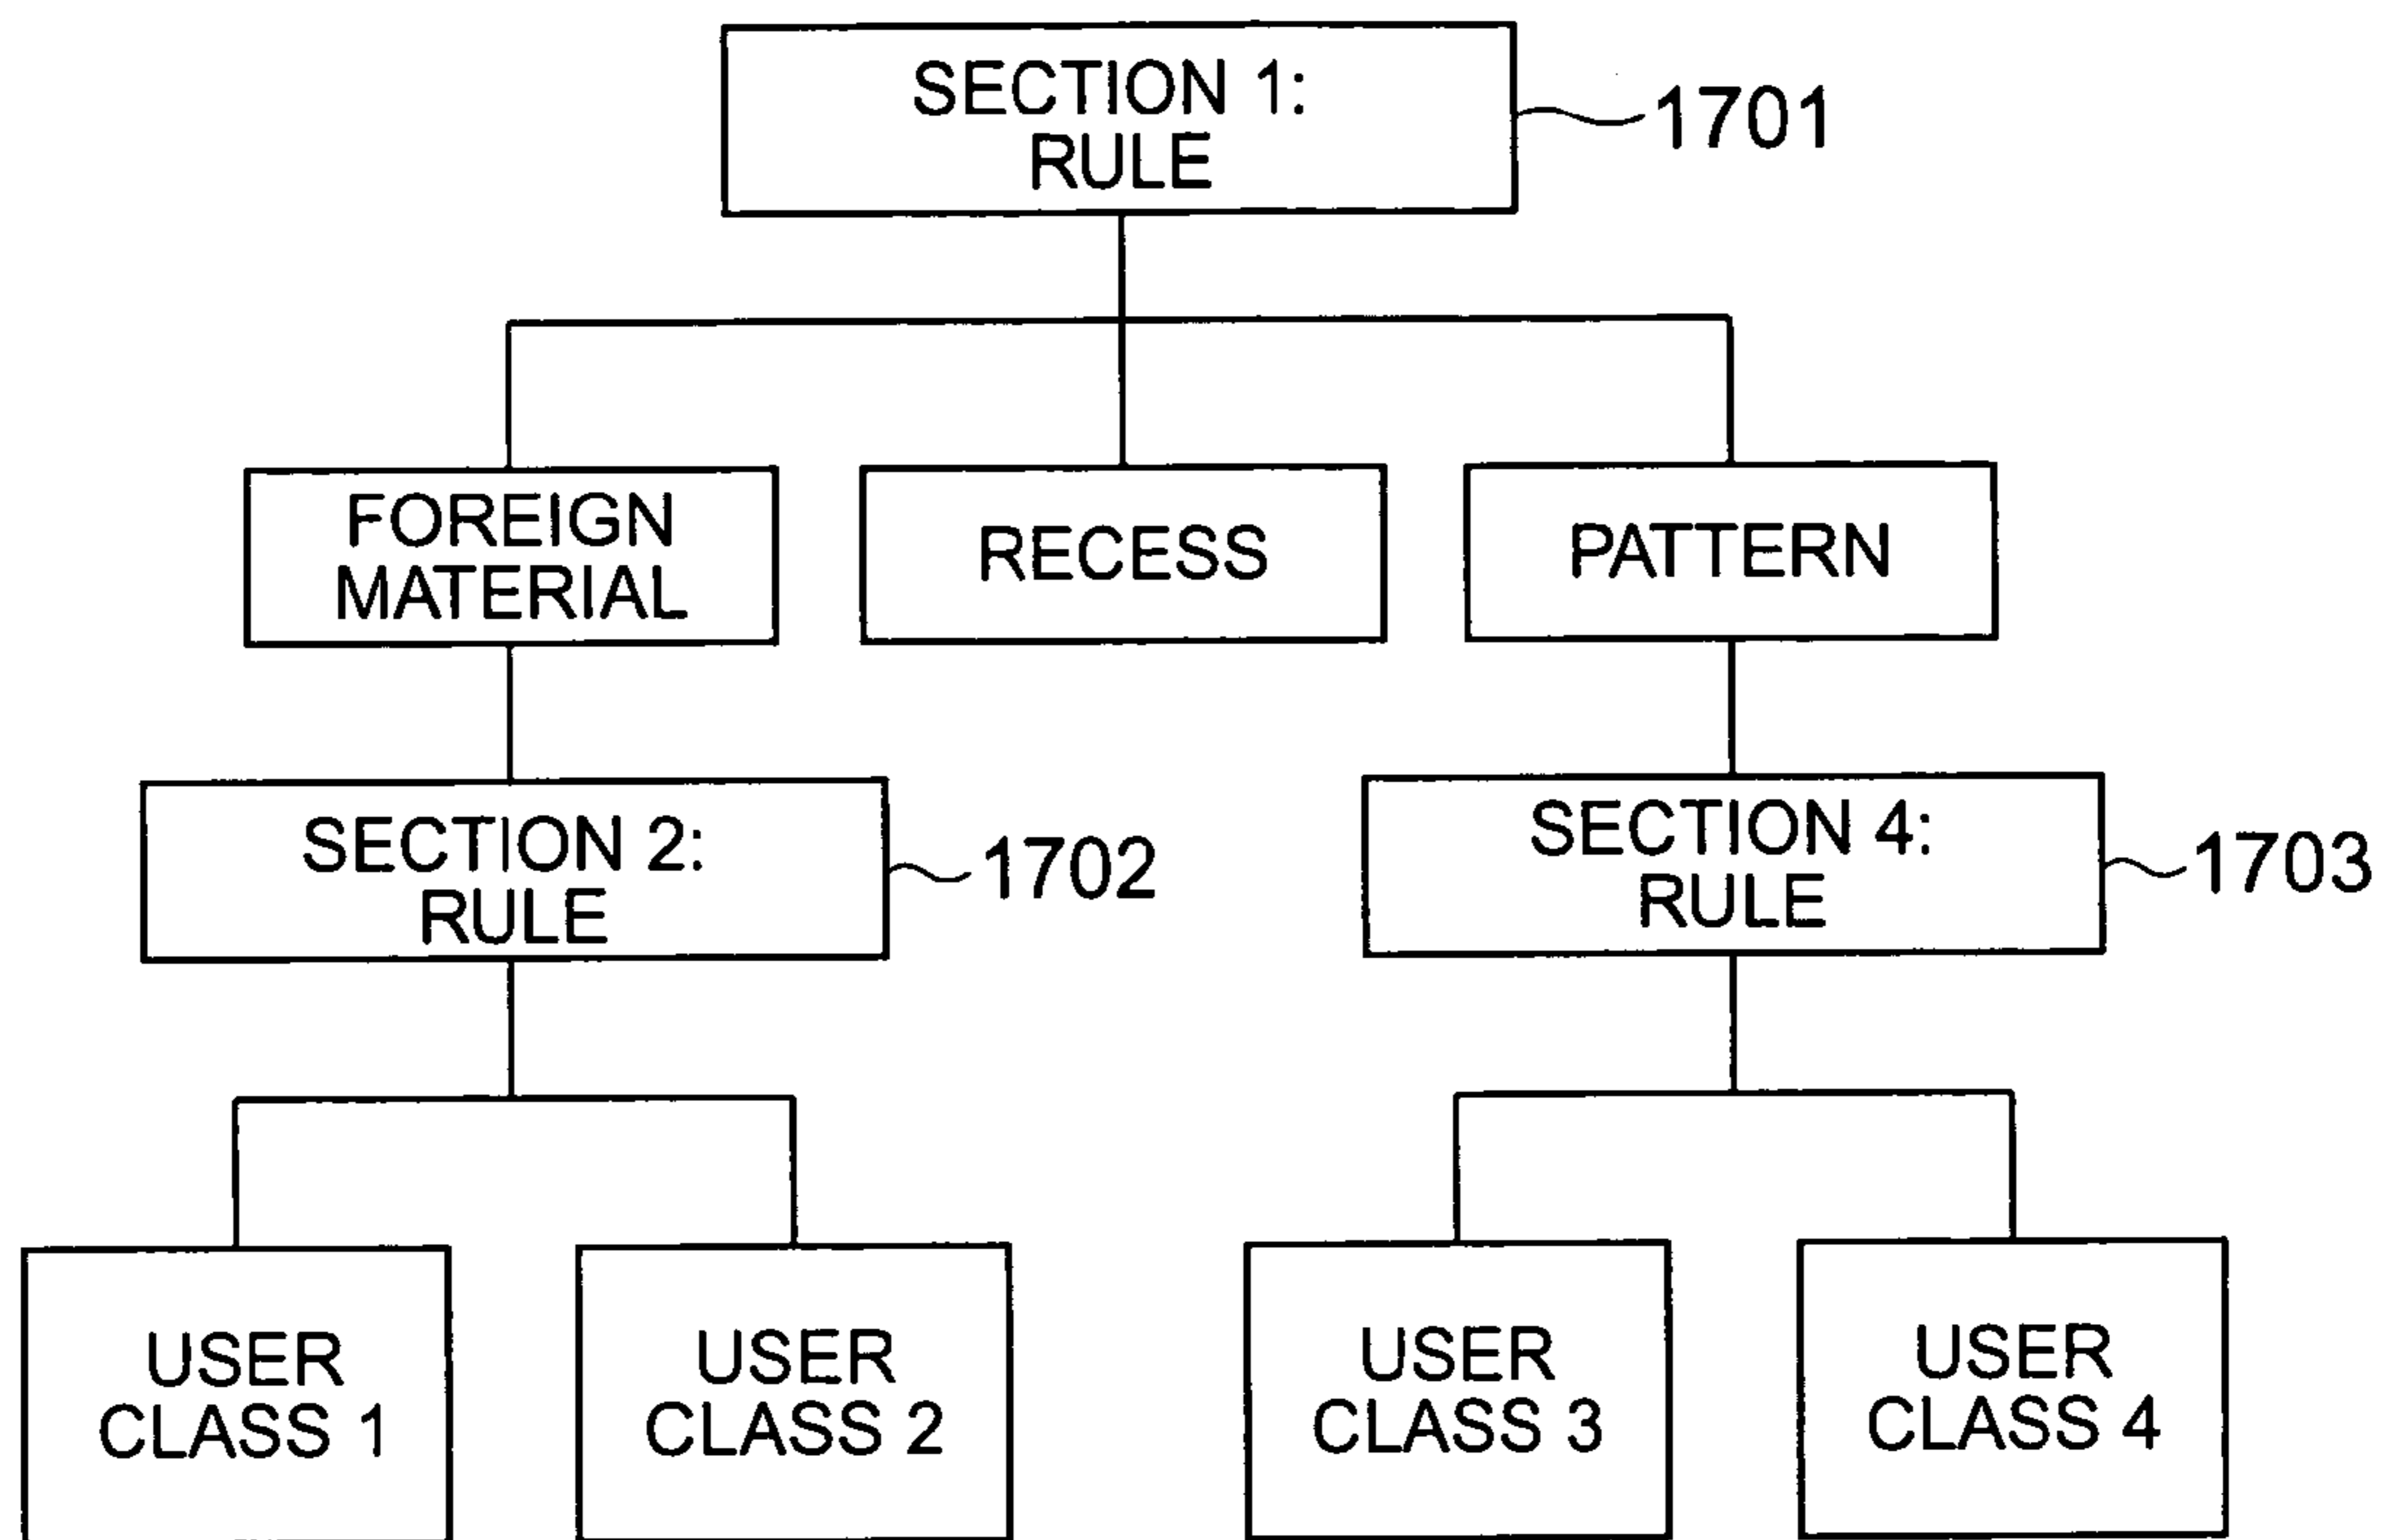 SECTION 1:
RULE
1701
FOREIGN
MATERIAL
RECESS
PATTERN
SECTION 2:
RULE
1702
SECTION 4:
RULE
1703
USER
CLASS 1
USER
CLASS 2
USER
CLASS 3
USER
CLASS 4